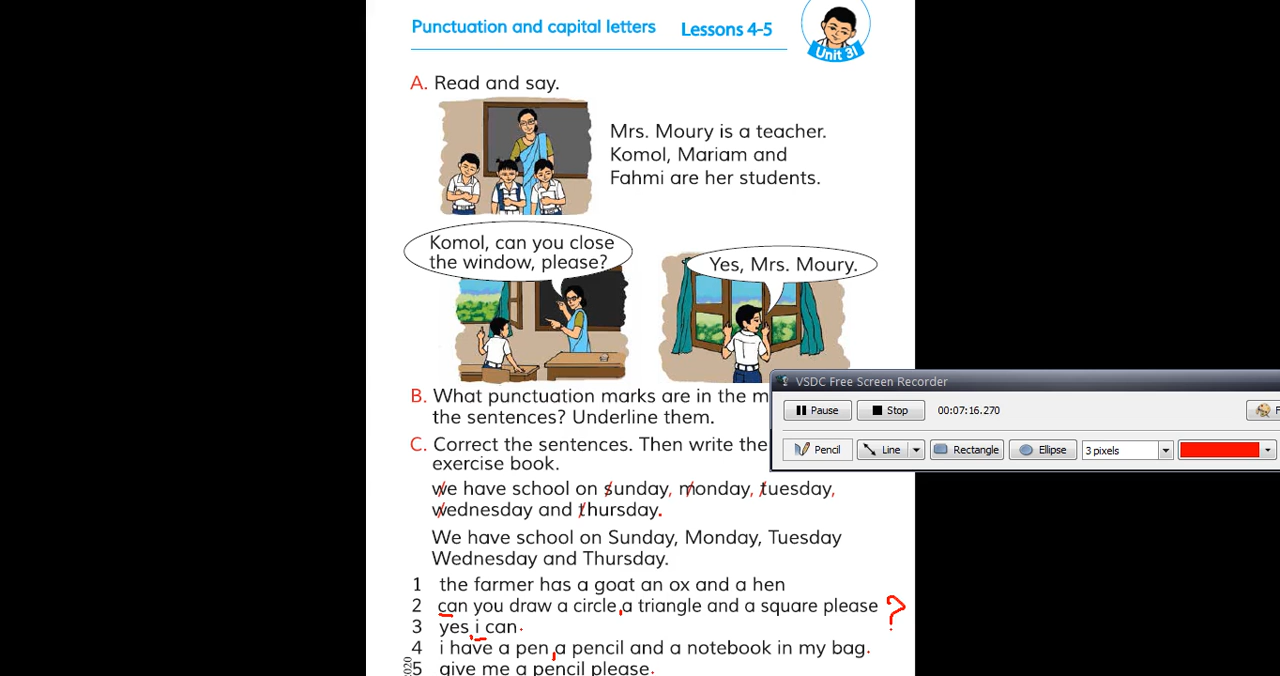 Punctuation and capital letters Lessons 4-5
Unit 31
A. Read and say.
Mrs. Moury is a teacher.
Komol, Mariam and
Fahmi are her students.
Komol, can you close
the window, please?
Yes, Mrs. Moury.
B. What punctuation marks are in the
the sentences? Underline them.
C. Correct the sentences. Then write the
exercise book.
we have school on sunday, monday, tuesday,
wednesday and thursday.
We have school on Sunday, Monday, Tuesday
Wednesday and Thursday.
1 the farmer has a goat an ox and a hen
2 can you draw a circle, a triangle and a square please ?
3 yes, i can.
4 i have a pen, a pencil and a notebook in my bag.
5 give me a pencil please.
2020
VSDC Free Screen Recorder
Pause Stop 00:07:16.270
Pencil Line Rectangle Ellipse 3 pixels